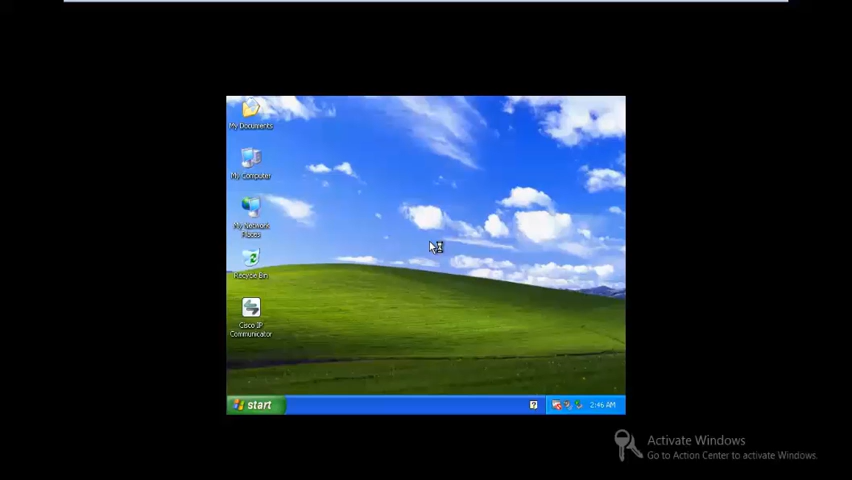 My Documents
My Computer
My Network
Places
Recycle Bin
Cisco IP
Communicator
start
?
2:46 AM
Activate Windows
Go to Action Center to activate Windows.